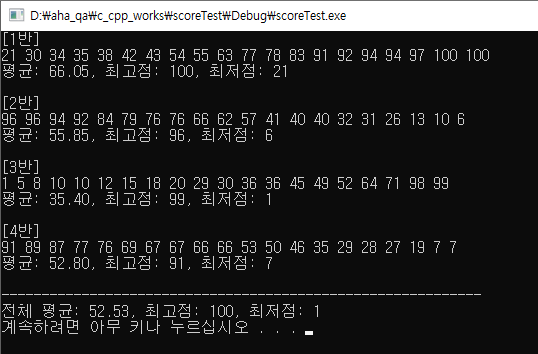 D:\aha_qa\c_cpp_works\scoreTest\Debug\scoreTest.exe
[1반]
21 30 34 35 38 42 43 54 55 63 77 78 83 91 92 94 94 97 100 100
평균: 66.05, 최고점: 100, 최저점: 21
[2반]
96 96 94 92 84 79 76 76 66 62 57 41 40 40 32 31 26 13 10 6
평균: 55.85, 최고점: 96, 최저점: 6
[3반]
1 5 8 10 10 12 15 18 20 29 30 36 36 45 49 52 64 71 98 99
평균: 35.40, 최고점: 99, 최저점: 1
[4반]
91 89 87 77 76 69 67 67 66 66 53 50 46 35 29 28 27 19 7 7
평균: 52.80, 최고점: 91, 최저점: 7
------------------------------------------------------------
전체 평균: 52.53, 최고점: 100, 최저점: 1
계속하려면 아무 키나 누르십시오 . . .